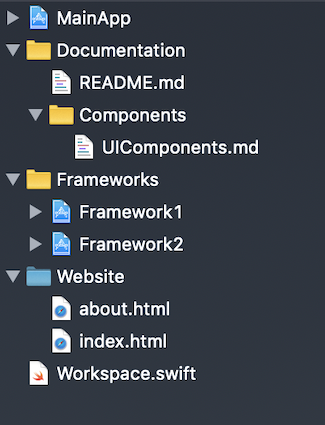 MainApp
Documentation
README.md
Components
UIComponents.md
Frameworks
Framework1
Framework2
Website
about.html
index.html
Workspace.swift